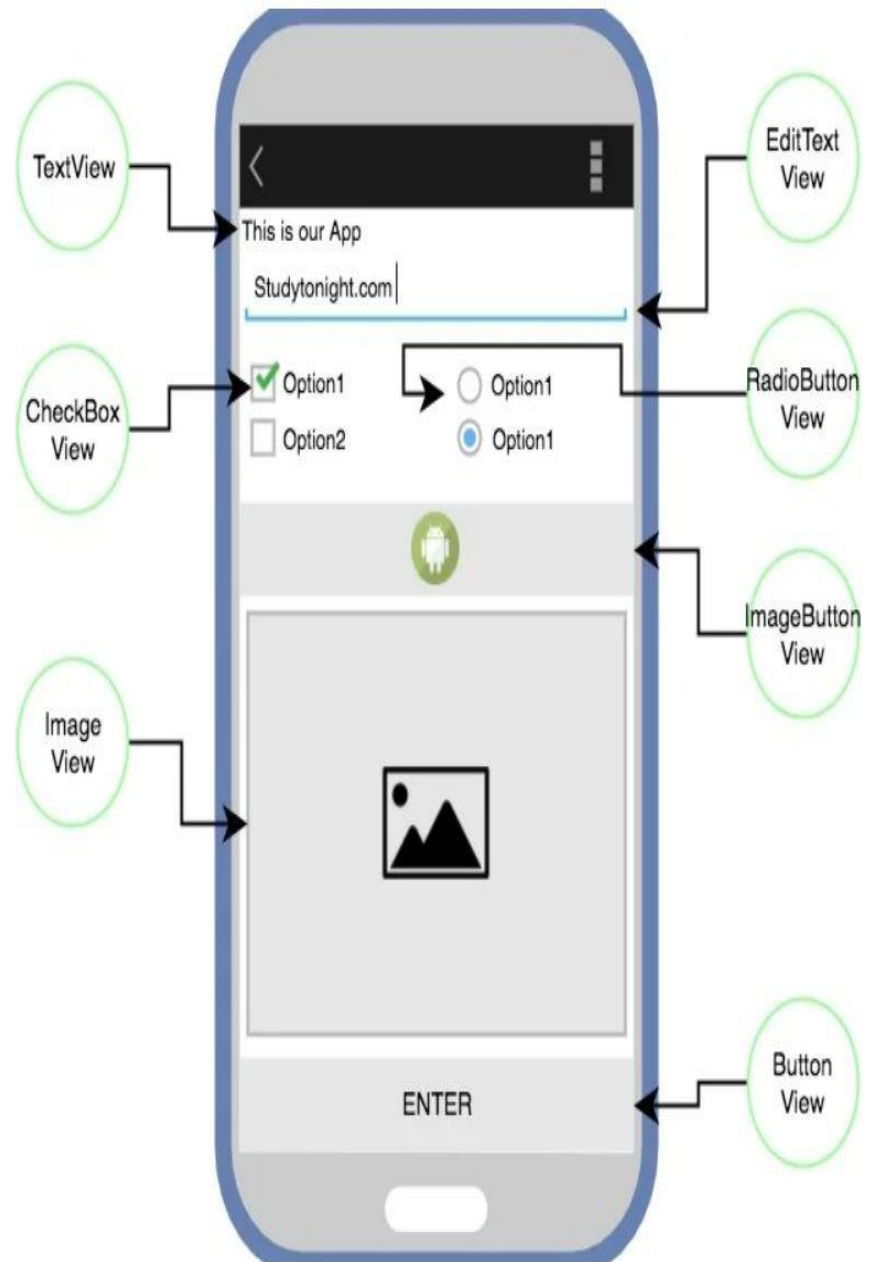 TextView
EditText
View
This is our App
Studytonight.com
CheckBox
View
Option1
Option2
Option1
Option1
RadioButton
View
ImageButton
View
Image
View
Button
View
ENTER